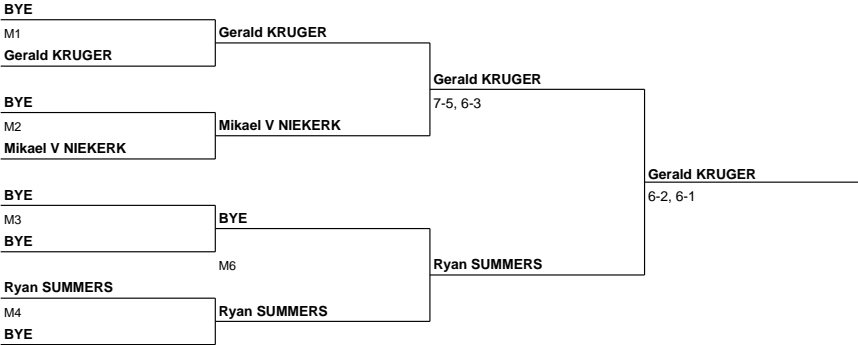 BYE
M1
Gerald KRUGER
Gerald KRUGER
BYE
M2
Mikael V NIEKERK
Mikael V NIEKERK
Gerald KRUGER
7-5, 6-3
BYE
M3
BYE
BYE
M6
Ryan SUMMERS
M4
BYE
Ryan SUMMERS
Ryan SUMMERS
Gerald KRUGER
6-2, 6-1